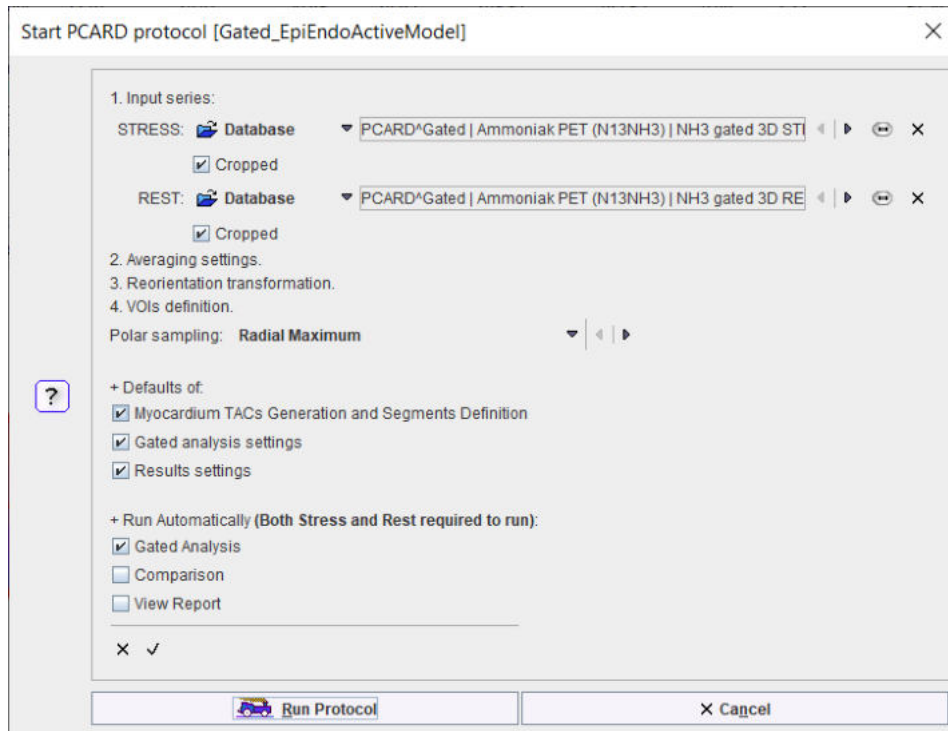 Start PCARD protocol [Gated_EpiEndoActiveModel]
1. Input series:
STRESS: Database PCARD^Gated | Ammoniak PET (N13NH3) | NH3 gated 3D STI
Cropped
REST: Database PCARD^Gated | Ammoniak PET (N13NH3) | NH3 gated 3D RE
Cropped
2. Averaging settings.
3. Reorientation transformation.
4. VOIs definition.
Polar sampling: Radial Maximum
?
+ Defaults of:
Myocardium TACs Generation and Segments Definition
Gated analysis settings
Results settings
+ Run Automatically (Both Stress and Rest required to run):
Gated Analysis
Comparison
View Report
Run Protocol
Cancel